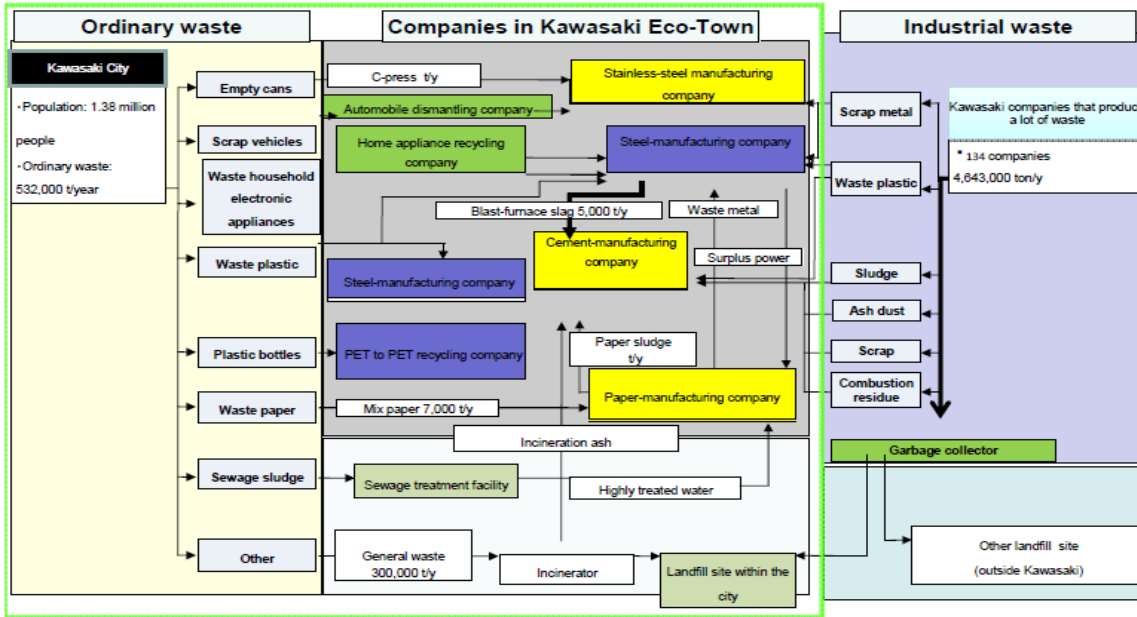 Ordinary waste
Companies in Kawasaki Eco-Town
Industrial waste
Kawasaki City
・Population: 1.38 million
people
・Ordinary waste:
532,000 t/year
Empty cans
Scrap vehicles
Waste household
electronic
appliances
Waste plastic
Plastic bottles
Waste paper
Sewage sludge
Other
C-press t/y
Stainless-steel manufacturing
company
Automobile dismantling company
Home appliance recycling
company
Steel-manufacturing company
Blast-furnace slag 5,000 t/y
Waste metal
Cement-manufacturing
company
Surplus power
Steel-manufacturing company
PET to PET recycling company
Paper sludge
t/y
Mix paper 7,000 t/y
Paper-manufacturing company
Incineration ash
Sewage treatment facility
Highly treated water
General waste
300,000 t/y
Incinerator
Landfill site within the
city
Scrap metal
Waste plastic
Sludge
Ash dust
Scrap
Combustion
residue
Kawasaki companies that produc
a lot of waste
* 134 companies
4,643,000 ton/y
Garbage collector
Other landfill site
(outside Kawasaki)